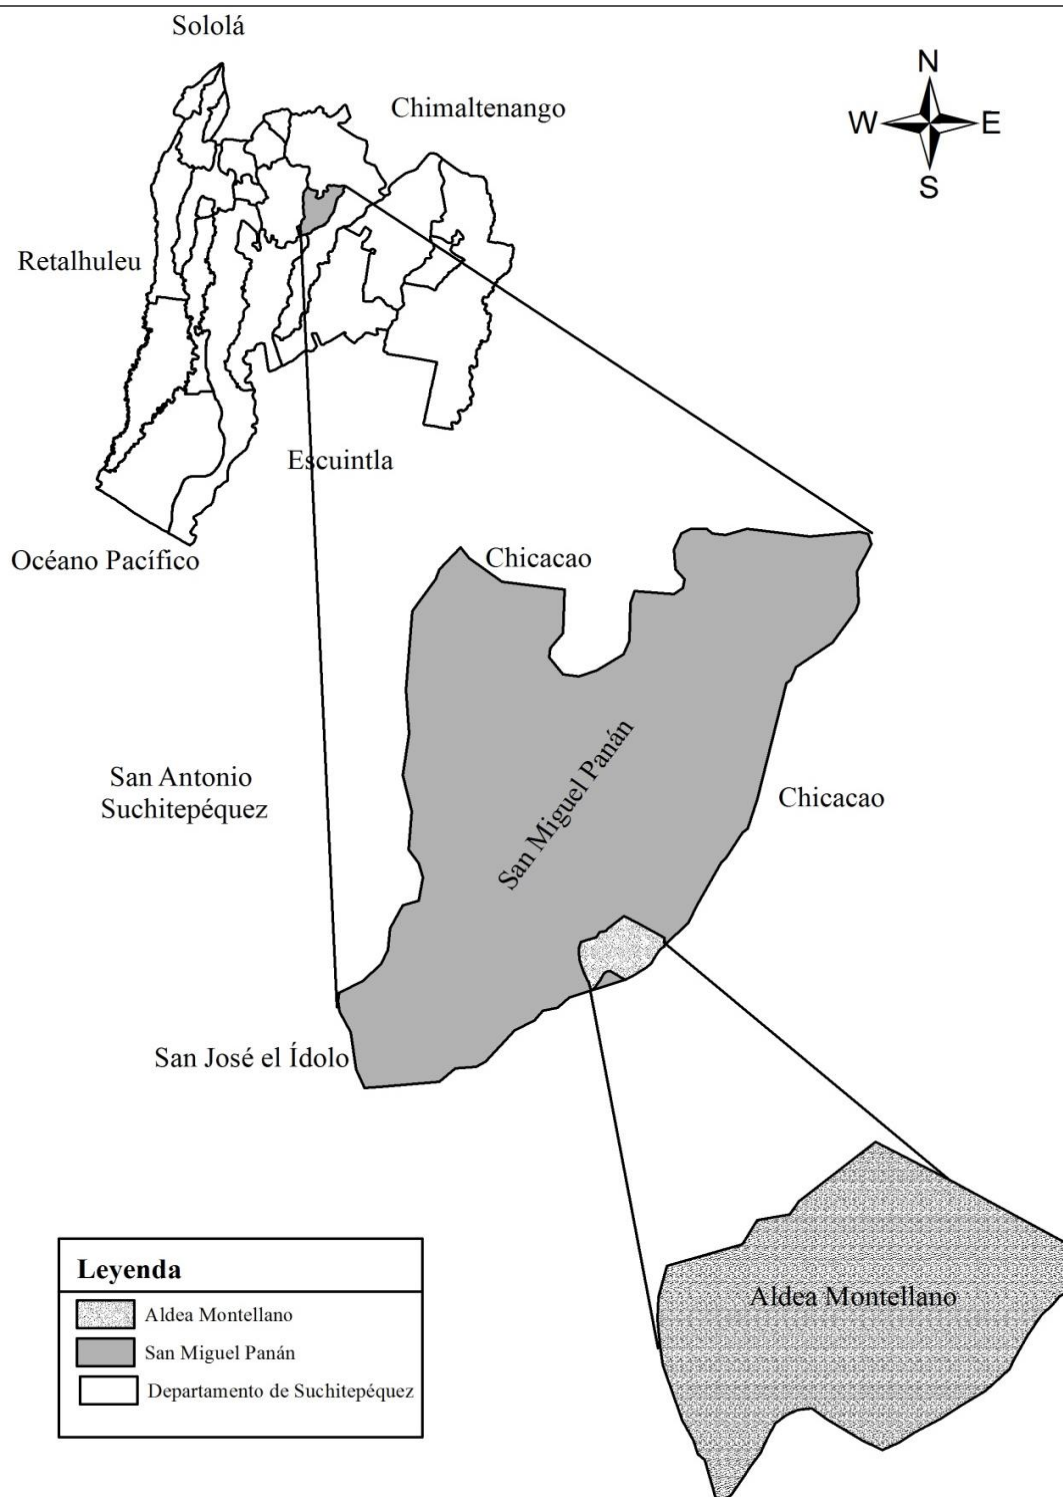 Sololá
Chimaltenango
N
W
E
S
Retalhuleu
Escuintla
Océano Pacífico
Chicacao
San Miguel Panán
San Antonio
Suchitepéquez
Chicacao
San José el Ídolo
Aldea Montellano
Leyenda
Aldea Montellano
San Miguel Panán
Departamento de Suchitepéquez